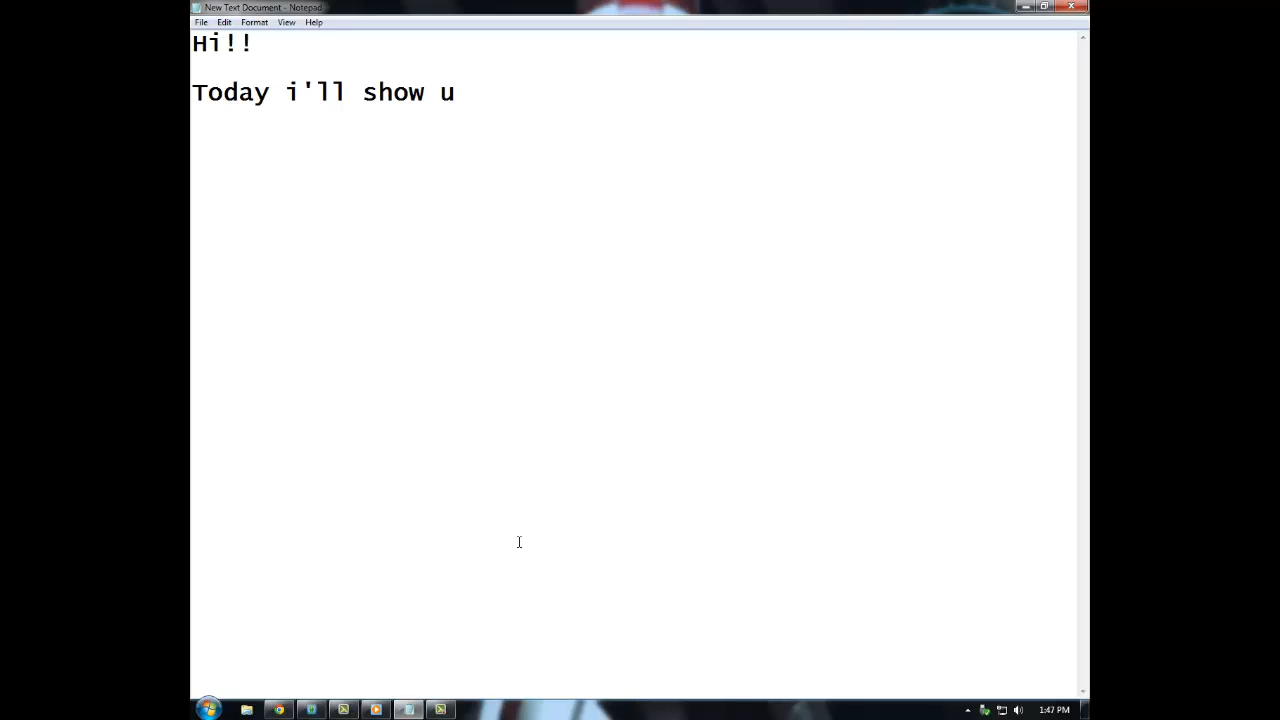 New Text Document - Notepad
File Edit Format View Help
Hi!!
Today i'll show u
1:47 PM